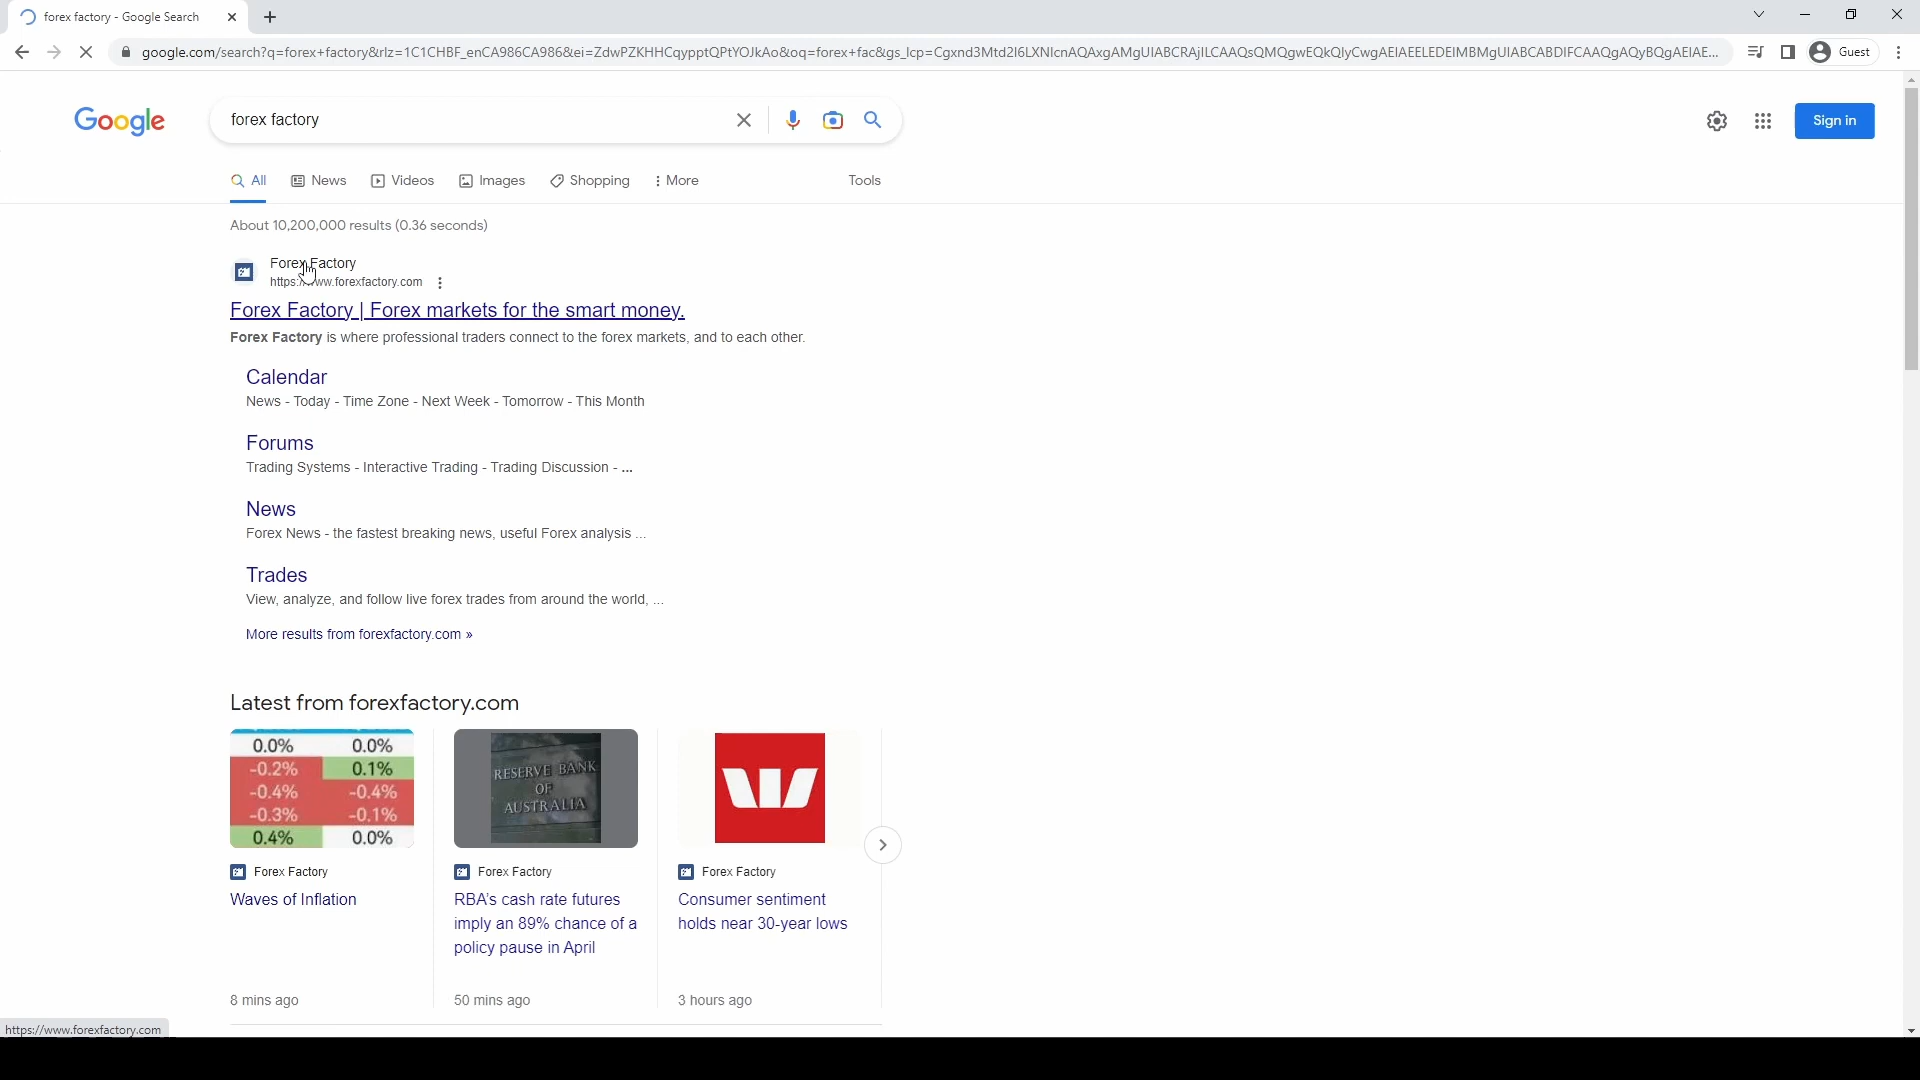 forex factory - Google Search
google.com/search?q=forex+factory&rlz=1C1CHBF_enCA986CA986&ei=ZdwPZKHHCqypptQPtYOJkAo&oq=forex+fac&gs_lcp=Cgxnd3Mtd2l6LXNlcnAQAxgAMgUIABCRAjILCAAQsQMQgwEQkQIyCwgAEIAEELEDEIMBMgUIABCABDIFCAAQgAQyBQgAEIAE...
Guest
Google
forex factory
Sign in
All
News
Videos
Images
Shopping
More
Tools
About 10,200,000 results (0.36 seconds)
Forex Factory
https://www.forexfactory.com
Forex Factory | Forex markets for the smart money.
Forex Factory is where professional traders connect to the forex markets, and to each other.
Calendar
News - Today - Time Zone - Next Week - Tomorrow - This Month
Forums
Trading Systems - Interactive Trading - Trading Discussion - ...
News
Forex News - the fastest breaking news, useful Forex analysis ...
Trades
View, analyze, and follow live forex trades from around the world, ...
More results from forexfactory.com »
Latest from forexfactory.com
0.0% 0.0%
-0.2% 0.1%
-0.4% -0.4%
-0.3% -0.1%
0.4% 0.0%
RESERVE BANK
OF
AUSTRALIA
Forex Factory
Waves of Inflation
8 mins ago
Forex Factory
RBA's cash rate futures
imply an 89% chance of a
policy pause in April
50 mins ago
Forex Factory
Consumer sentiment
holds near 30-year lows
3 hours ago
https://www.forexfactory.com